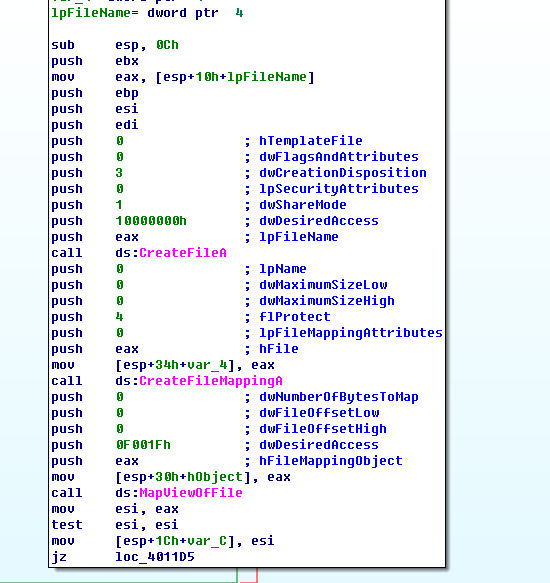 lpFileName= dword ptr  4
sub     esp, 0Ch
push    ebx
mov     eax, [esp+10h+lpFileName]
push    ebp
push    esi
push    edi
push    0               ; hTemplateFile
push    0               ; dwFlagsAndAttributes
push    3               ; dwCreationDisposition
push    0               ; lpSecurityAttributes
push    1               ; dwShareMode
push    10000000h       ; dwDesiredAccess
push    eax             ; lpFileName
call    ds:CreateFileA
push    0               ; lpName
push    0               ; dwMaximumSizeLow
push    0               ; dwMaximumSizeHigh
push    4               ; flProtect
push    0               ; lpFileMappingAttributes
push    eax             ; hFile
mov     [esp+34h+var_4], eax
call    ds:CreateFileMappingA
push    0               ; dwNumberOfBytesToMap
push    0               ; dwFileOffsetLow
push    0               ; dwFileOffsetHigh
push    0F001Fh         ; dwDesiredAccess
push    eax             ; hFileMappingObject
mov     [esp+30h+hObject], eax
call    ds:MapViewOfFile
mov     esi, eax
test    esi, esi
mov     [esp+1Ch+var_C], esi
jz      loc_4011D5